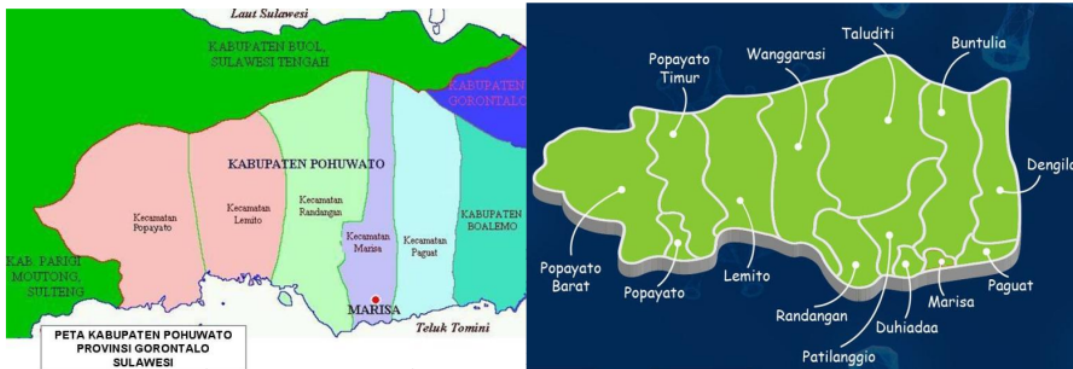 Laut Sulawesi
KABUPATEN BUOL,
SULAWESI TENGAH
KABUPATEN
GORONTALO
KABUPATEN POHUWATO
Kecamatan
Popayato
Kecamatan
Lemito
Kecamatan
Randangan
Kecamatan
Marisa
Kecamatan
Paguat
KABUPATEN
BOALEMO
KAB. PARIGI
MOUTONG,
SULTENG
MARISA
Teluk Tomini
PETA KABUPATEN POHUWATO
PROVINSI GORONTALO
SULAWESI
Popayato
Timur
Wanggarasi
Taluditi
Buntulia
Dengilo
Popayato
Barat
Popayato
Lemito
Randangan
Patilanggio
Duhiadaa
Marisa
Paguat